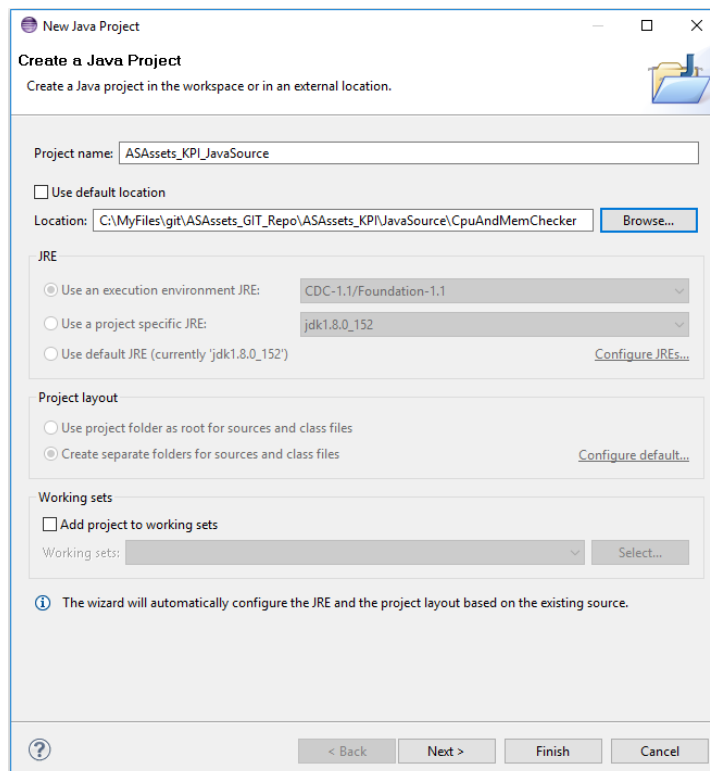 New Java Project
Create a Java Project
Create a Java project in the workspace or in an external location.
Project name: ASAssets_KPI_JavaSource
Use default location
Location: C:\MyFiles\git\ASAssets_GIT_Repo\ASAssets_KPI\JavaSource\CpuAndMemChecker Browse...
JRE
Use an execution environment JRE: CDC-1.1/Foundation-1.1
Use a project specific JRE: jdk1.8.0_152
Use default JRE (currently 'jdk1.8.0_152') Configure JREs...
Project layout
Use project folder as root for sources and class files
Create separate folders for sources and class files Configure default...
Working sets
Add project to working sets
Working sets: Select...
The wizard will automatically configure the JRE and the project layout based on the existing source.
? < Back Next > Finish Cancel